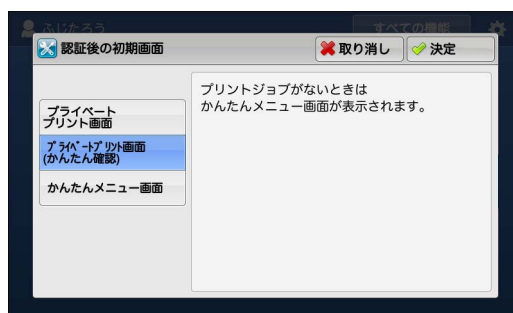 ふじたろう
すべての機能
認証後の初期画面
取り消し
決定
プリントジョブがないときは
かんたんメニュー画面が表示されます。
プライベート
プリント画面
プライベートプリント画面
(かんたん確認)
かんたんメニュー画面